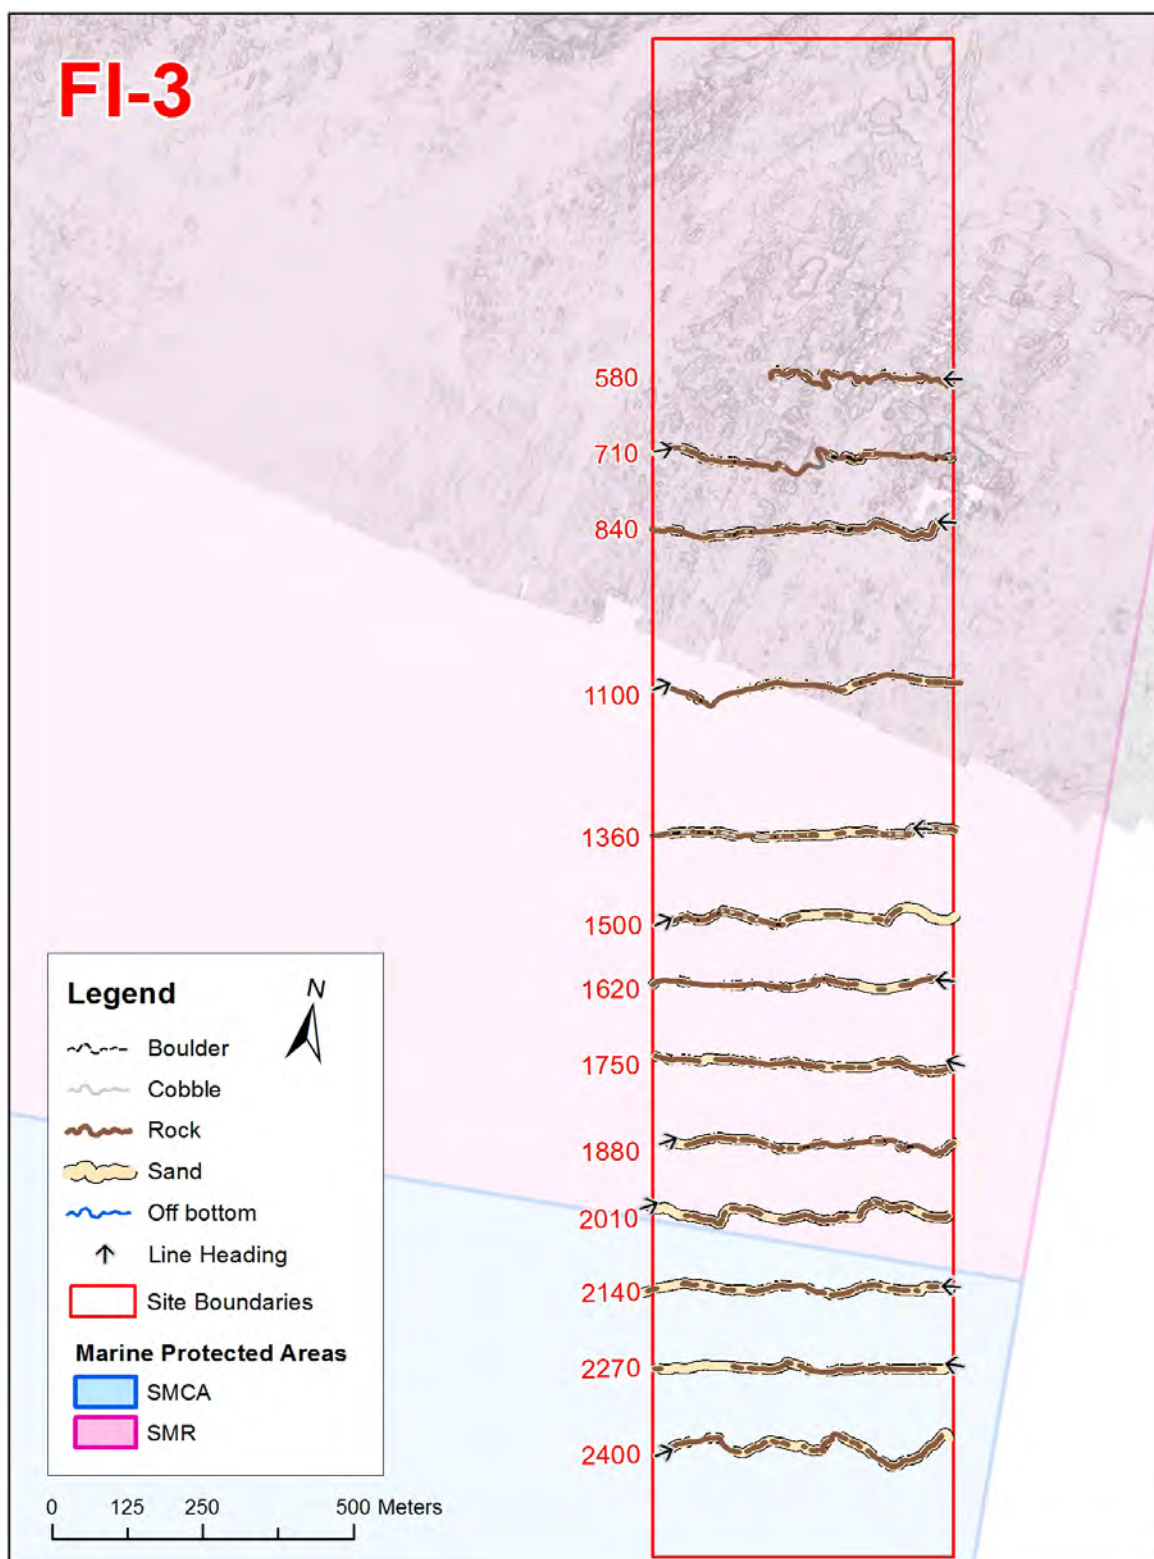 FI-3
580
710
840
1100
1360
1500
1620
1750
1880
2010
2140
2270
2400
Legend
N
Boulder
Cobble
Rock
Sand
Off bottom
Line Heading
Site Boundaries
Marine Protected Areas
SMCA
SMR
0 125 250 500 Meters